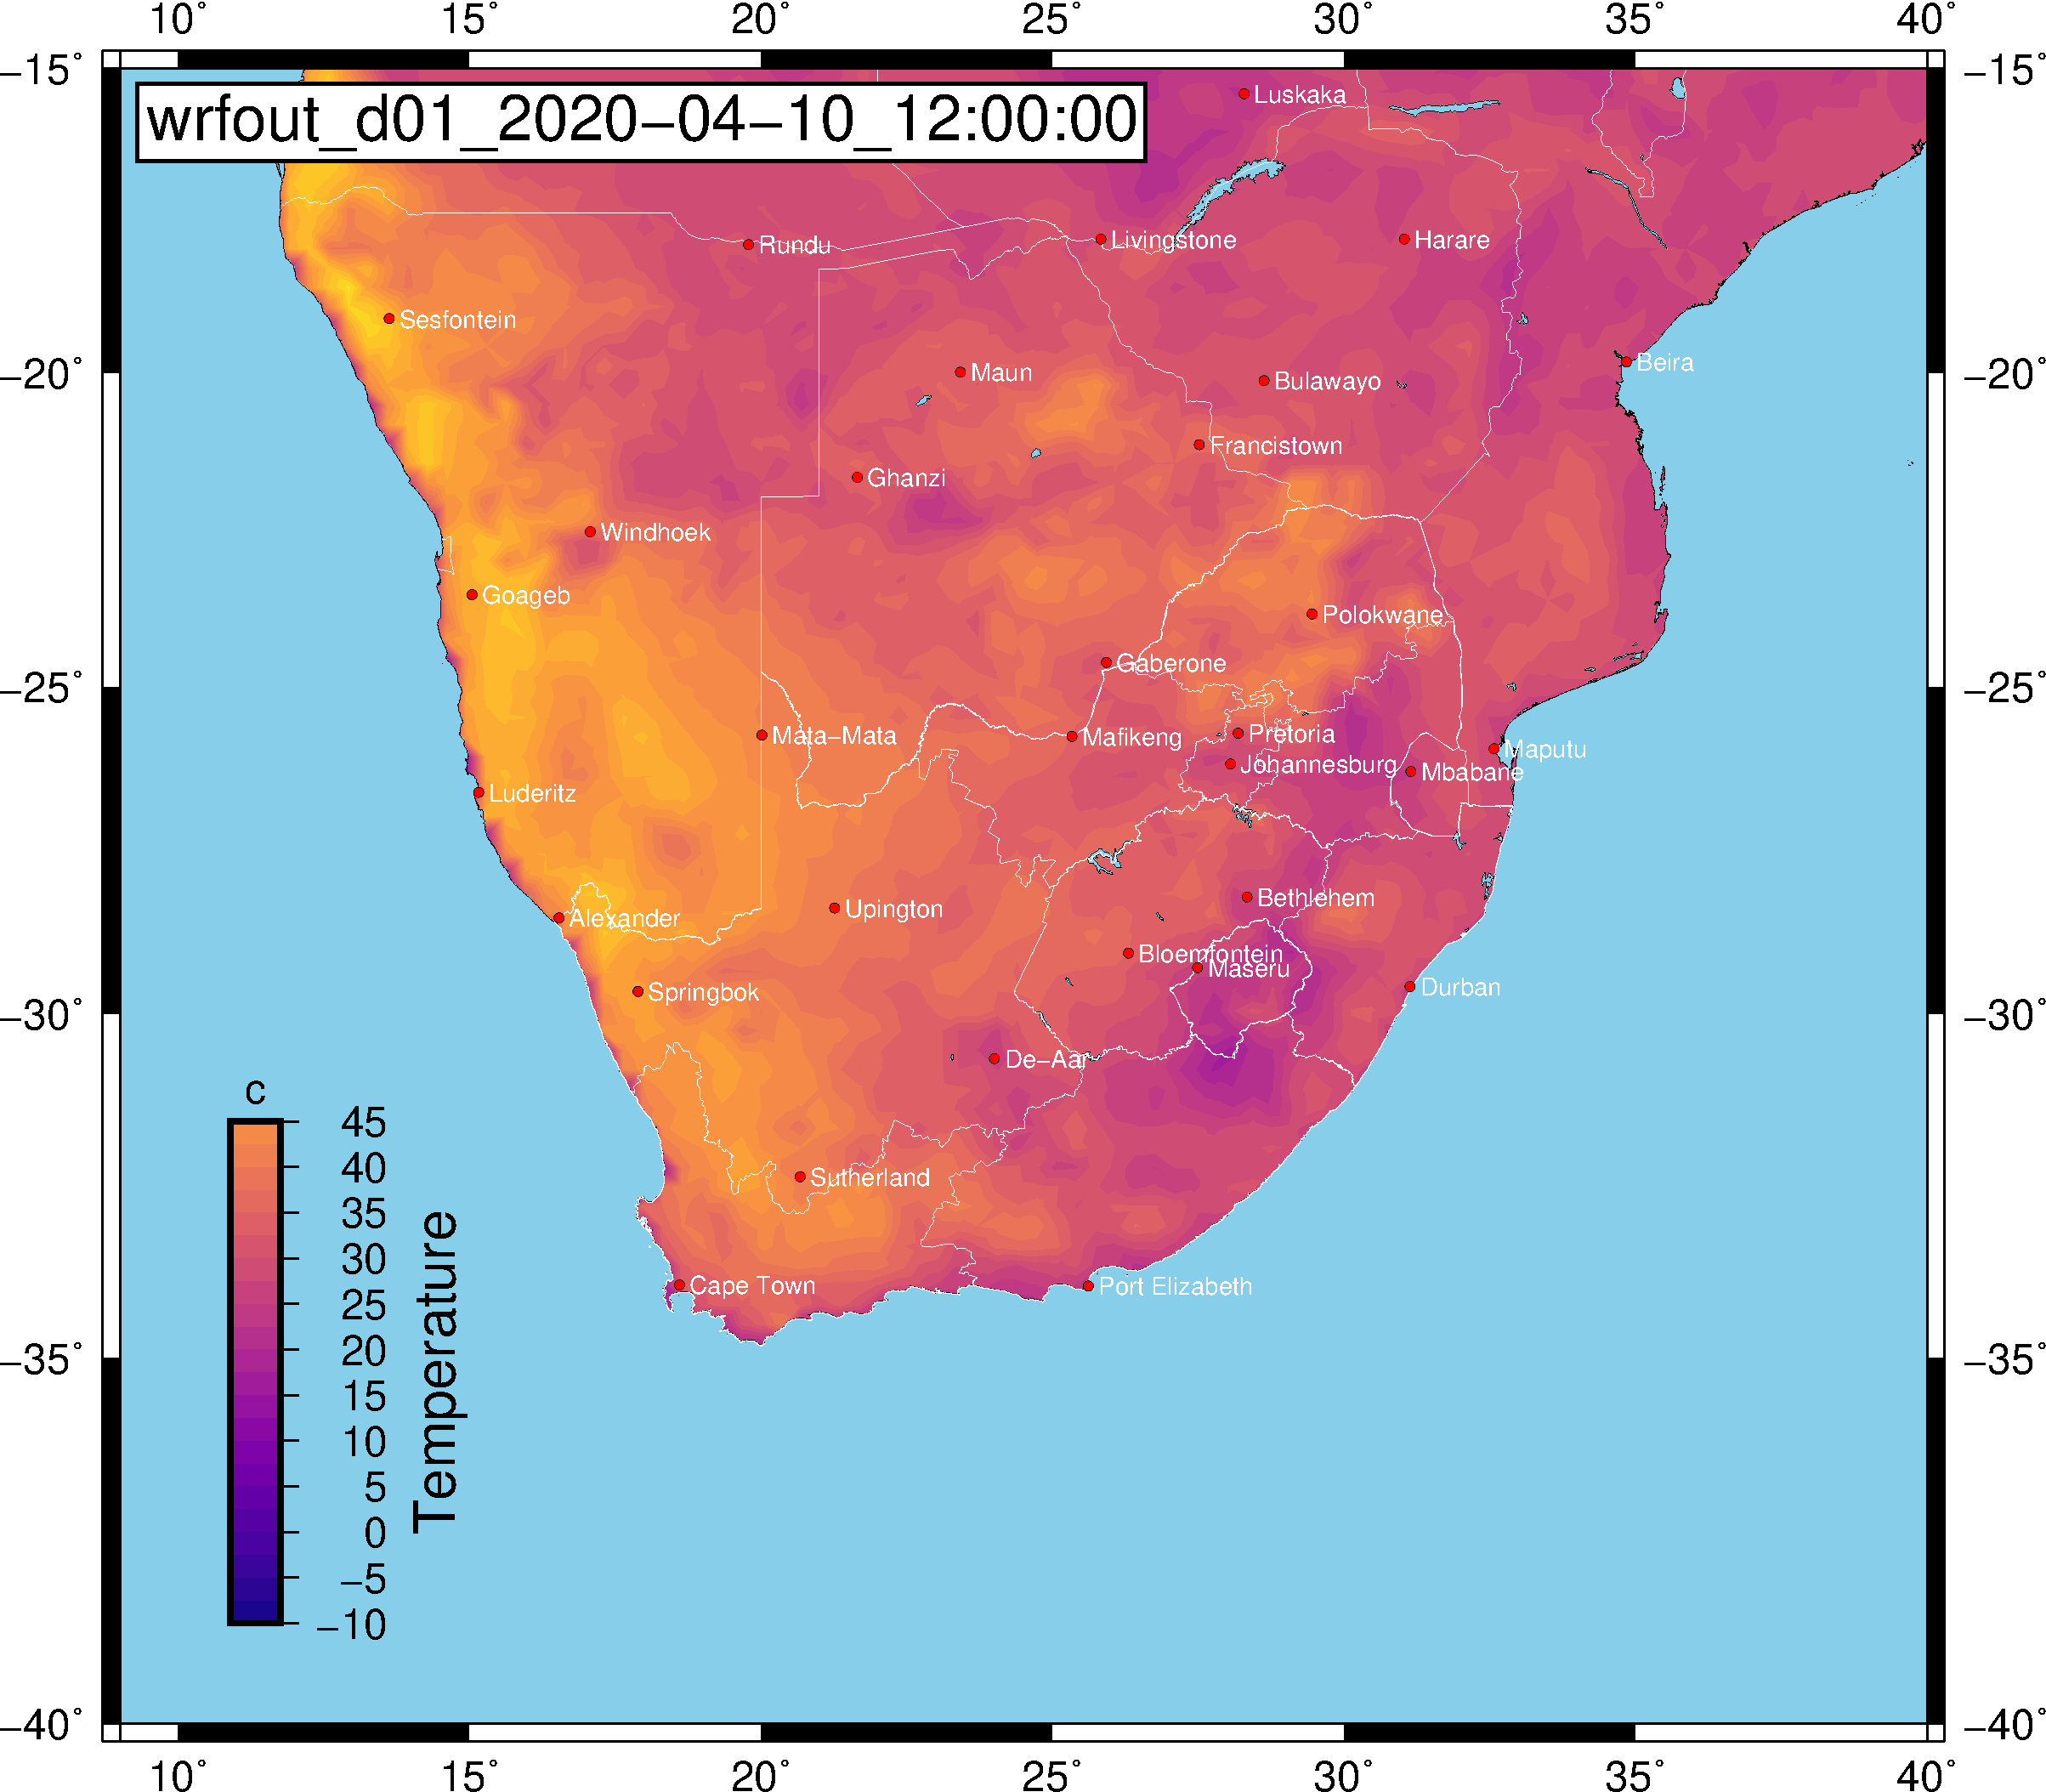 10° 15° 20° 25° 30° 35° 40°
−15° −15°
wrfout_d01_2020−04−10_12:00:00
Luskaka
Rundu
Livingstone
Harare
Sesfontein
Beira
−20° −20°
Maun
Bulawayo
Francistown
Ghanzi
Windhoek
Goageb
Polokwane
Gaberone
−25° −25°
Mata−Mata
Mafikeng
Pretoria
Maputu
Johannesburg
Mbabane
Luderitz
Bethlehem
Upington
Alexander
Bloemfontein
Maseru
Durban
Springbok
−30° −30°
De−Aar
c
45
40
35
30
25
20
15
10
5
0
−5
−10
Temperature
Sutherland
Cape Town
Port Elizabeth
−35° −35°
−40° −40°
10° 15° 20° 25° 30° 35° 40°